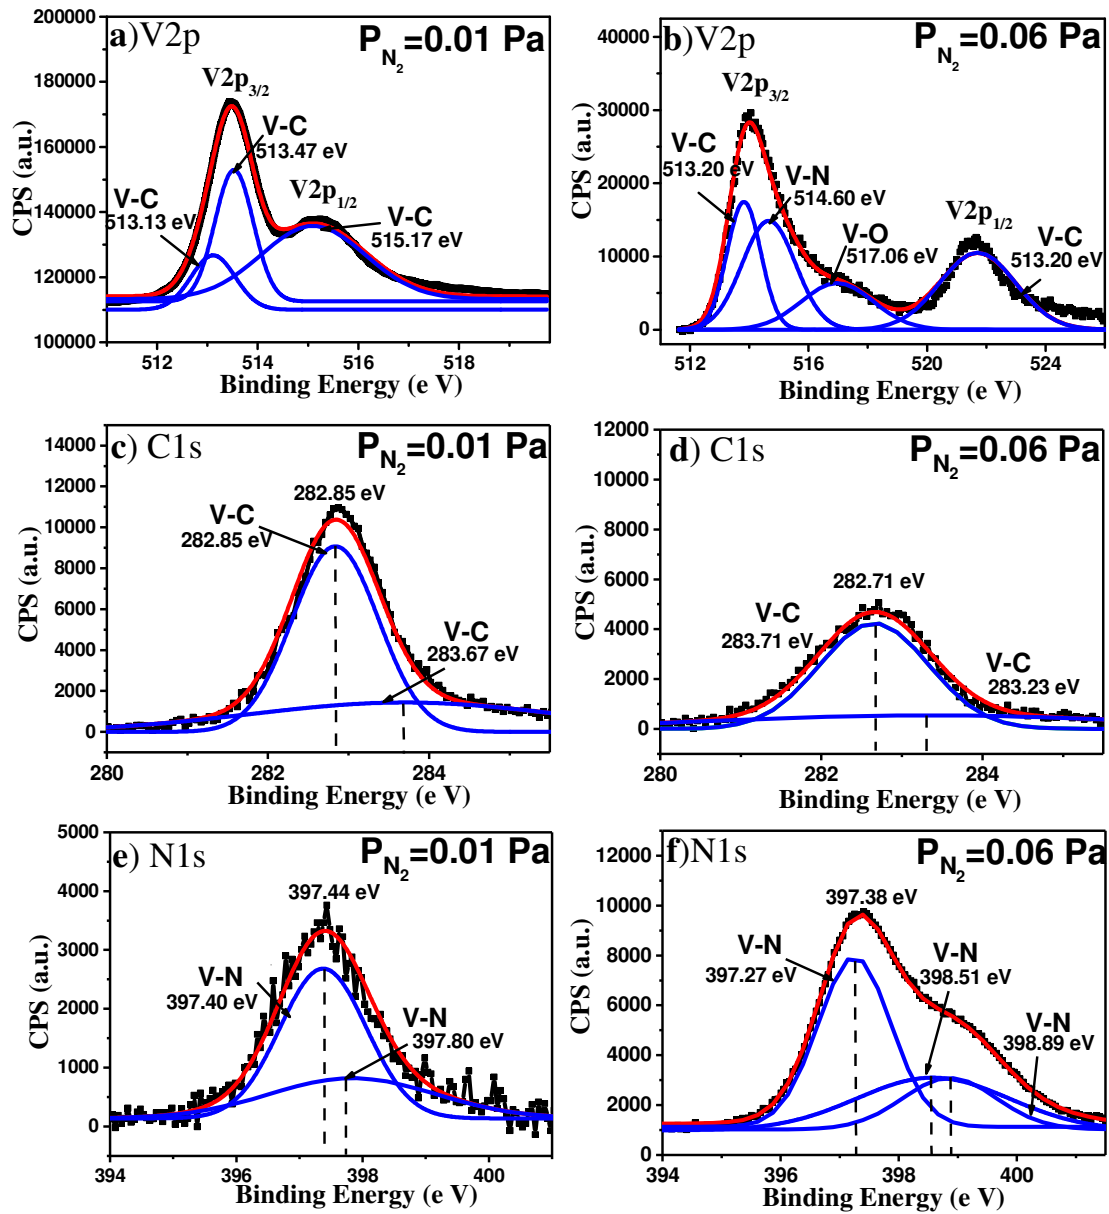 a)V2p
P_N2=0.01 Pa
200000
180000
160000
140000
120000
100000
CPS (a.u.)
V2p3/2
V-C
513.47 eV
V2p1/2
V-C
513.13 eV
V-C
515.17 eV
512 514 516 518
Binding Energy (e V)
b)V2p
P_N2=0.06 Pa
40000
30000
20000
10000
0
CPS (a.u.)
V2p3/2
V-C
513.20 eV
V-N
514.60 eV
V-O
517.06 eV
V2p1/2
V-C
513.20 eV
512 516 520 524
Binding Energy (e V)
c) C1s
P_N2=0.01 Pa
14000
12000
10000
8000
6000
4000
2000
0
CPS (a.u.)
282.85 eV
V-C
282.85 eV
V-C
283.67 eV
280 282 284
Binding Energy (e V)
d) C1s
P_N2=0.06 Pa
12000
10000
8000
6000
4000
2000
0
CPS (a.u.)
282.71 eV
V-C
283.71 eV
V-C
283.23 eV
280 282 284
Binding Energy (e V)
e) N1s
P_N2=0.01 Pa
5000
4000
3000
2000
1000
0
CPS (a.u.)
397.44 eV
V-N
397.40 eV
V-N
397.80 eV
394 396 398 400
Binding Energy (e V)
f)N1s
P_N2=0.06 Pa
12000
10000
8000
6000
4000
2000
0
CPS (a.u.)
397.38 eV
V-N
397.27 eV
V-N
398.51 eV
V-N
398.89 eV
394 396 398 400
Binding Energy (e V)